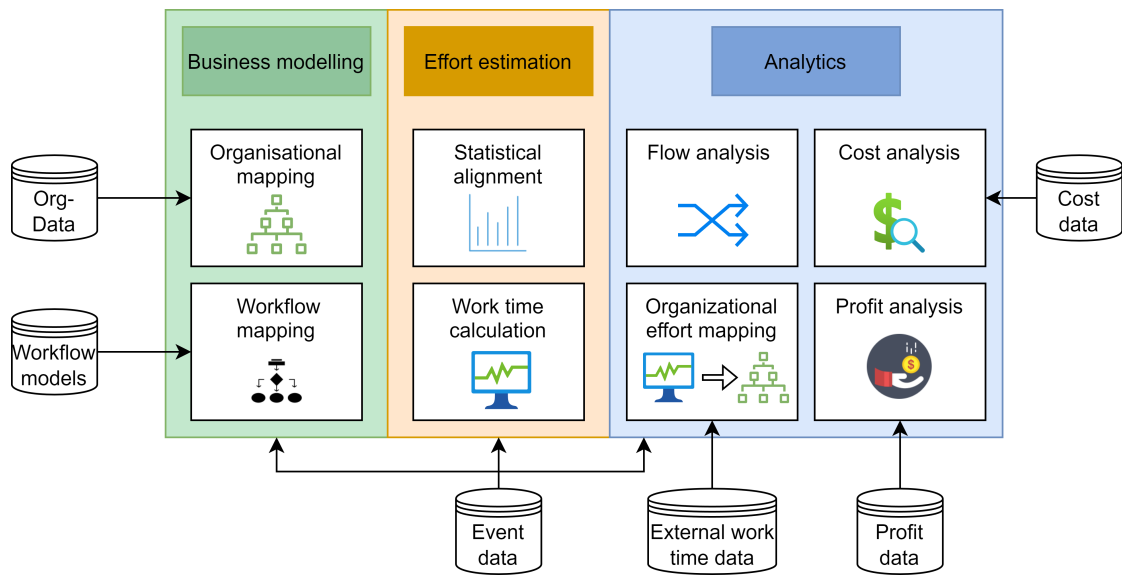 Business modelling
Effort estimation
Analytics
Organisational
mapping
Statistical
alignment
Flow analysis
Cost analysis
Org-
Data
Cost
data
Workflow
mapping
Work time
calculation
Organizational
effort mapping
Profit analysis
$
Workflow
models
Event
data
External work
time data
Profit
data